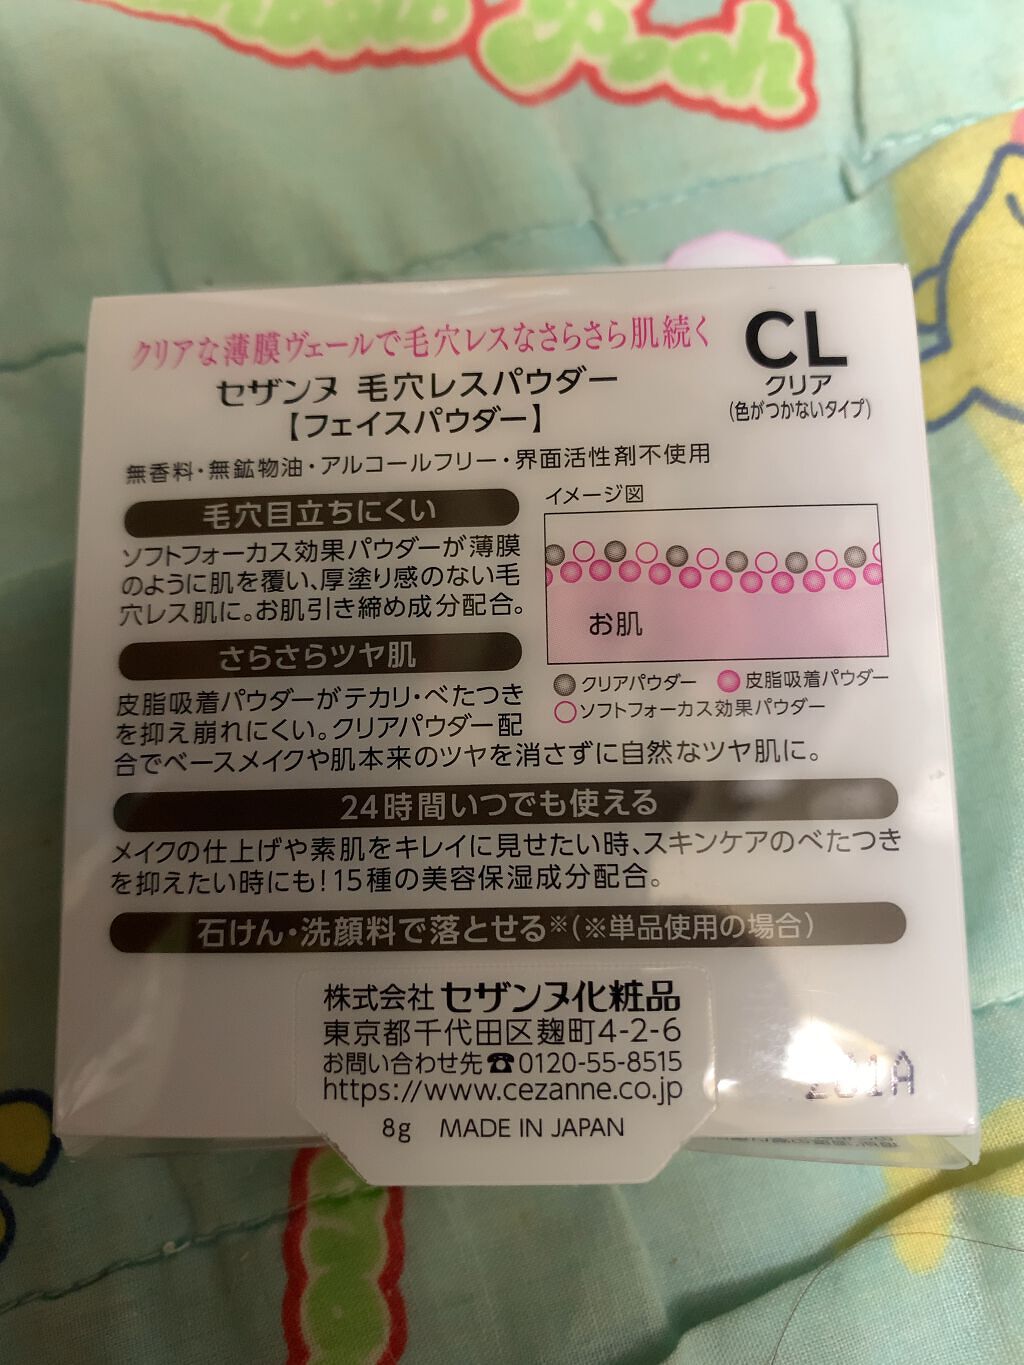 Pooh
クリアな薄膜ヴェールで毛穴レスなさらさら肌続く
セザンヌ 毛穴レスパウダー
【フェイスパウダー】
CL
クリア
(色がつかないタイプ)
無香料・無鉱物油・アルコールフリー・界面活性剤不使用
毛穴目立ちにくい
ソフトフォーカス効果パウダーが薄膜
のように肌を覆い、厚塗り感のない毛
穴レス肌に。お肌引き締め成分配合。
イメージ図
お肌
クリアパウダー 皮脂吸着パウダー
ソフトフォーカス効果パウダー
さらさらツヤ肌
皮脂吸着パウダーがテカリ・べたつき
を抑え崩れにくい。クリアパウダー配
合でベースメイクや肌本来のツヤを消さずに自然なツヤ肌に。
24時間いつでも使える
メイクの仕上げや素肌をキレイに見せたい時、スキンケアのべたつき
を抑えたい時にも!15種の美容保湿成分配合。
石けん・洗顔料で落とせる※(※単品使用の場合)
株式会社 セザンヌ化粧品
東京都千代田区麹町4-2-6
お問い合わせ先☎0120-55-8515
https://www.cezanne.co.jp
8g MADE IN JAPAN